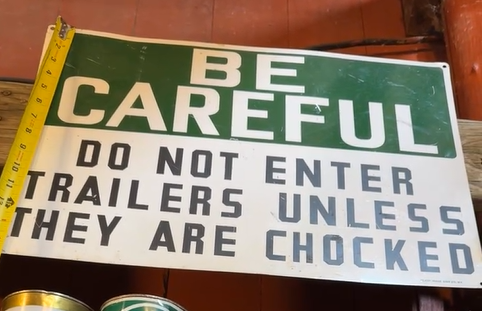 BE
CAREFUL
DO NOT ENTER
TRAILERS UNLESS
THEY ARE CHOCKED